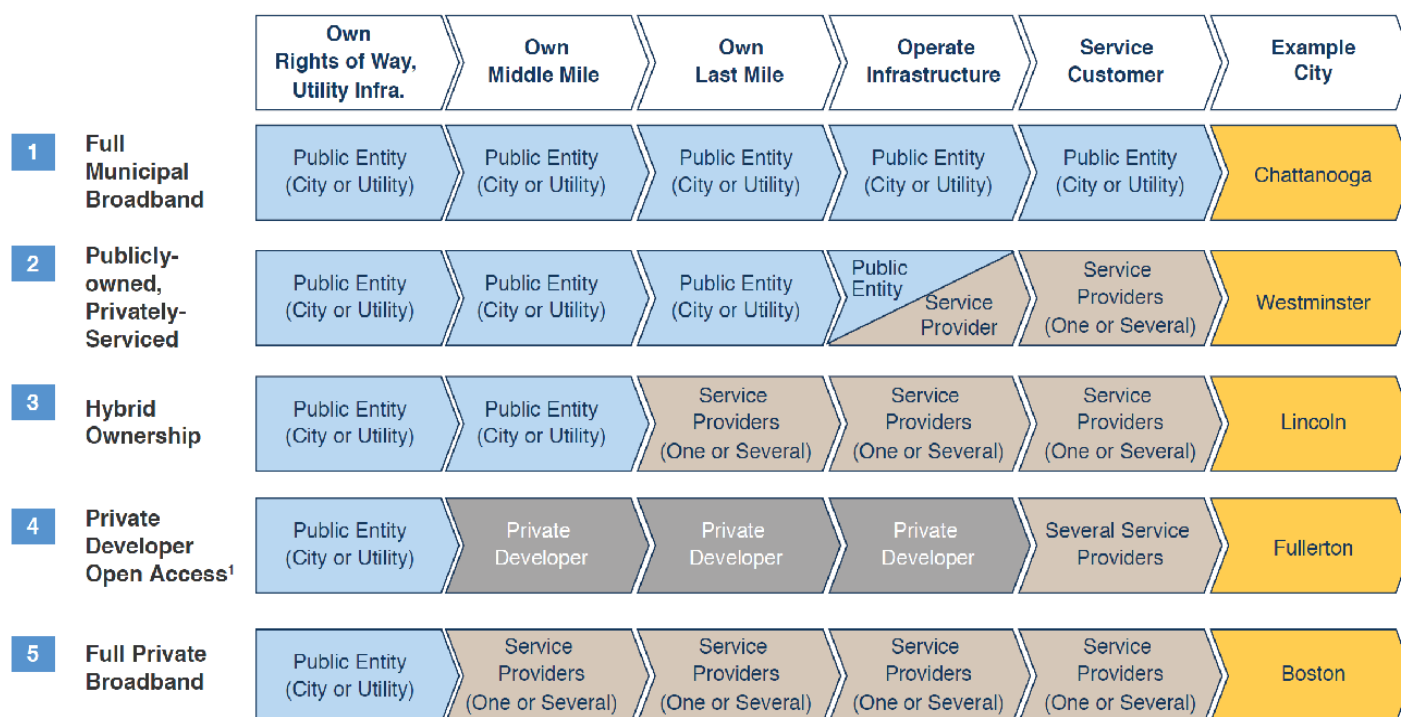 Own
Rights of Way,
Utility Infra.
Own
Middle Mile
Own
Last Mile
Operate
Infrastructure
Service
Customer
Example
City
1
Full
Municipal
Broadband
Public Entity
(City or Utility)
Public Entity
(City or Utility)
Public Entity
(City or Utility)
Public Entity
(City or Utility)
Public Entity
(City or Utility)
Chattanooga
2
Publicly-
owned,
Privately-
Serviced
Public Entity
(City or Utility)
Public Entity
(City or Utility)
Public Entity
(City or Utility)
Public
Entity
Service
Provider
Service
Providers
(One or Several)
Westminster
3
Hybrid
Ownership
Public Entity
(City or Utility)
Public Entity
(City or Utility)
Service
Providers
(One or Several)
Service
Providers
(One or Several)
Service
Providers
(One or Several)
Lincoln
4
Private
Developer
Open Access¹
Public Entity
(City or Utility)
Private
Developer
Private
Developer
Private
Developer
Several Service
Providers
Fullerton
5
Full Private
Broadband
Public Entity
(City or Utility)
Service
Providers
(One or Several)
Service
Providers
(One or Several)
Service
Providers
(One or Several)
Service
Providers
(One or Several)
Boston